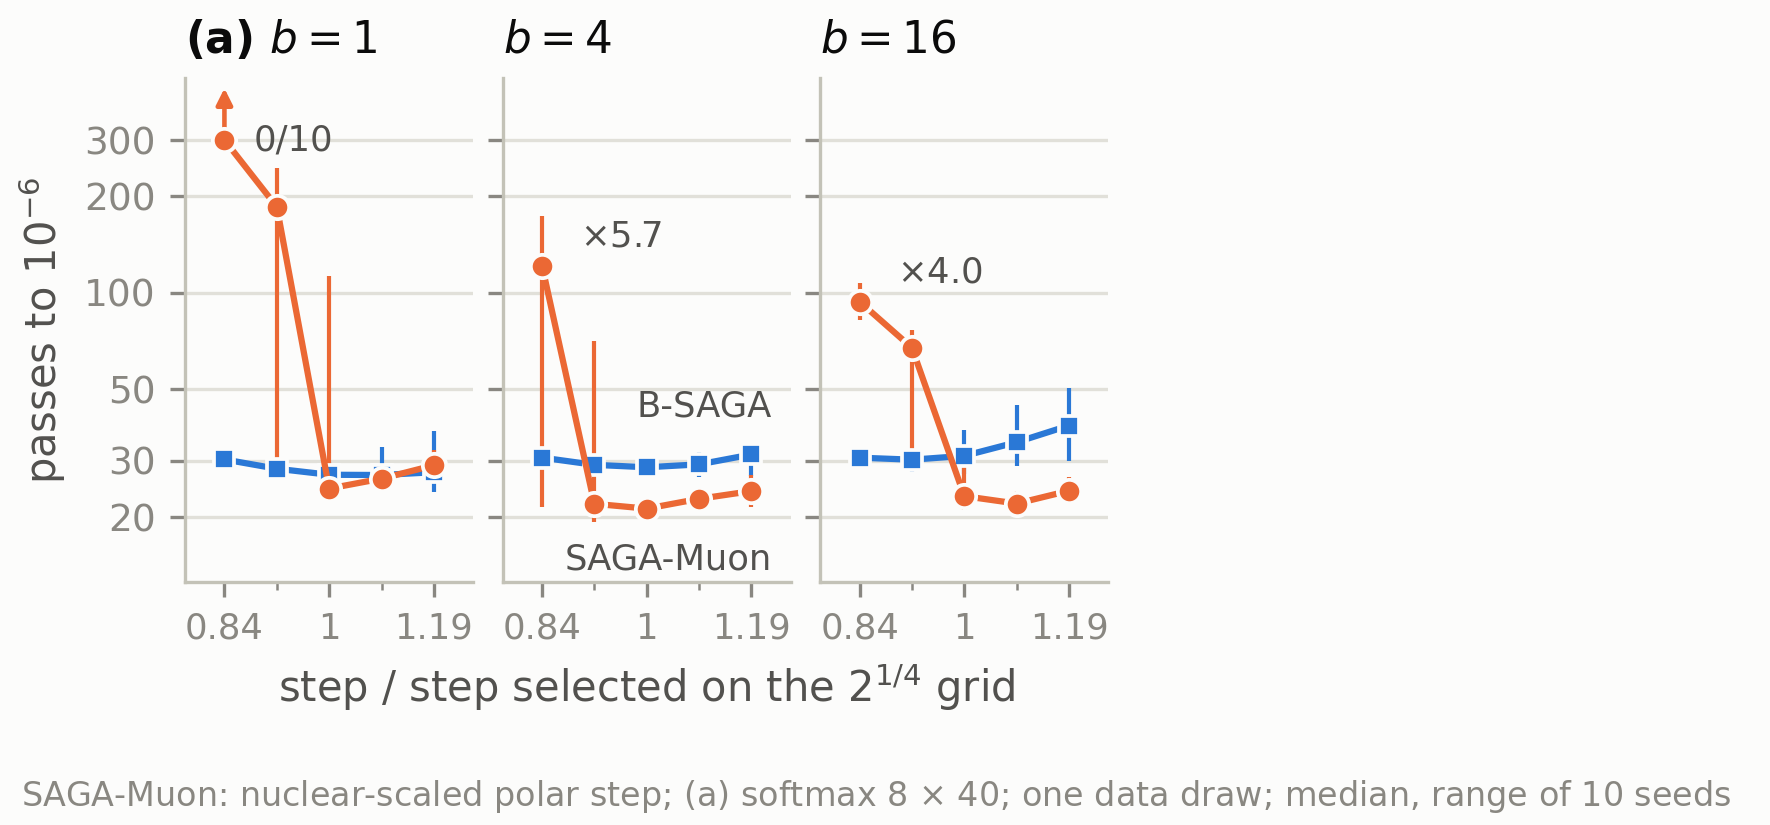 (a) b = 1
b = 4
b = 16
passes to 10⁻⁶
300
200
100
50
30
20
0/10
×5.7
×4.0
B-SAGA
SAGA-Muon
0.84 1 1.19
0.84 1 1.19
0.84 1 1.19
step / step selected on the 2^{1/4} grid
SAGA-Muon: nuclear-scaled polar step; (a) softmax 8 × 40; one data draw; median, range of 10 seeds